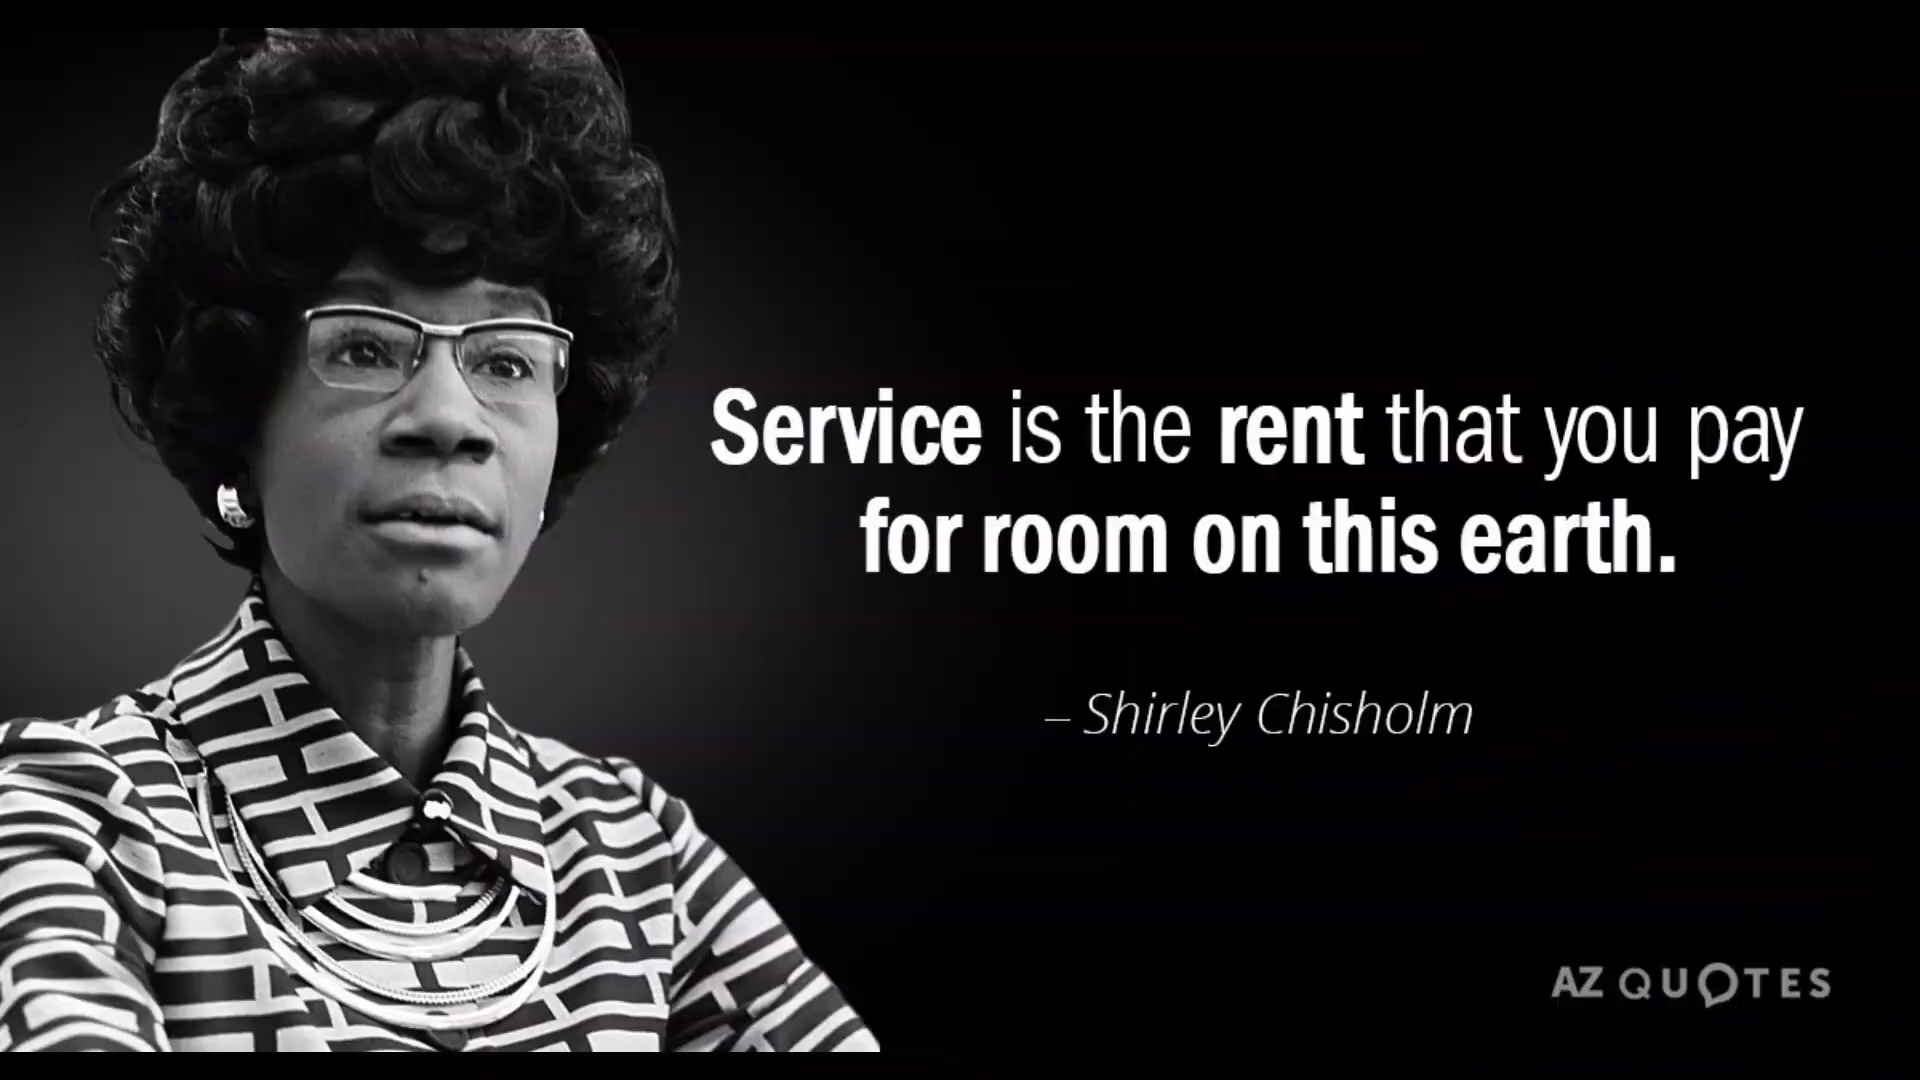 Service is the rent that you pay
for room on this earth.
– Shirley Chisholm
AZ QUOTES